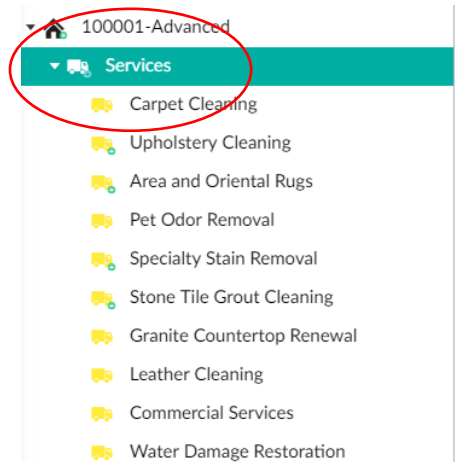 100001-Advanced
Services
Carpet Cleaning
Upholstery Cleaning
Area and Oriental Rugs
Pet Odor Removal
Specialty Stain Removal
Stone Tile Grout Cleaning
Granite Countertop Renewal
Leather Cleaning
Commercial Services
Water Damage Restoration